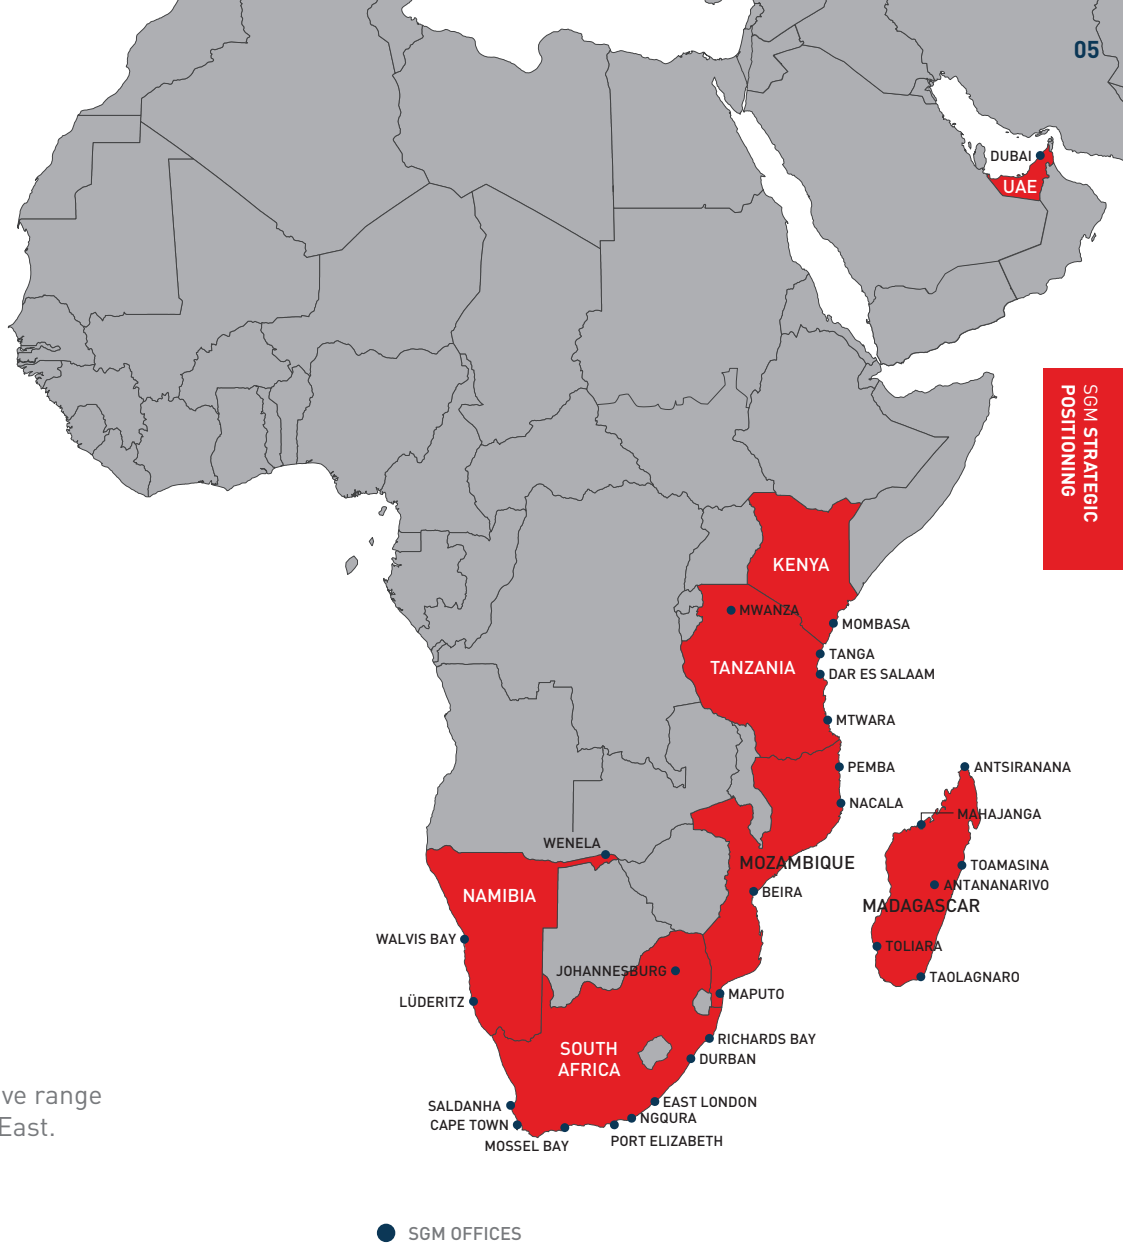 05
DUBAI
UAE
SGM STRATEGIC
POSITIONING
KENYA
MWANZA
MOMBASA
TANGA
TANZANIA
DAR ES SALAAM
MTWARA
PEMBA
ANTSIRANANA
NACALA
MAHAJANGA
WENELA
MOZAMBIQUE
TOAMASINA
ANTANANARIVO
NAMIBIA
BEIRA
MADAGASCAR
WALVIS BAY
TOLIARA
JOHANNESBURG
TAOLAGNARO
LÜDERITZ
MAPUTO
RICHARDS BAY
SOUTH
AFRICA
DURBAN
ve range
East.
SALDANHA
EAST LONDON
CAPE TOWN
NGQURA
MOSSEL BAY
PORT ELIZABETH
SGM OFFICES